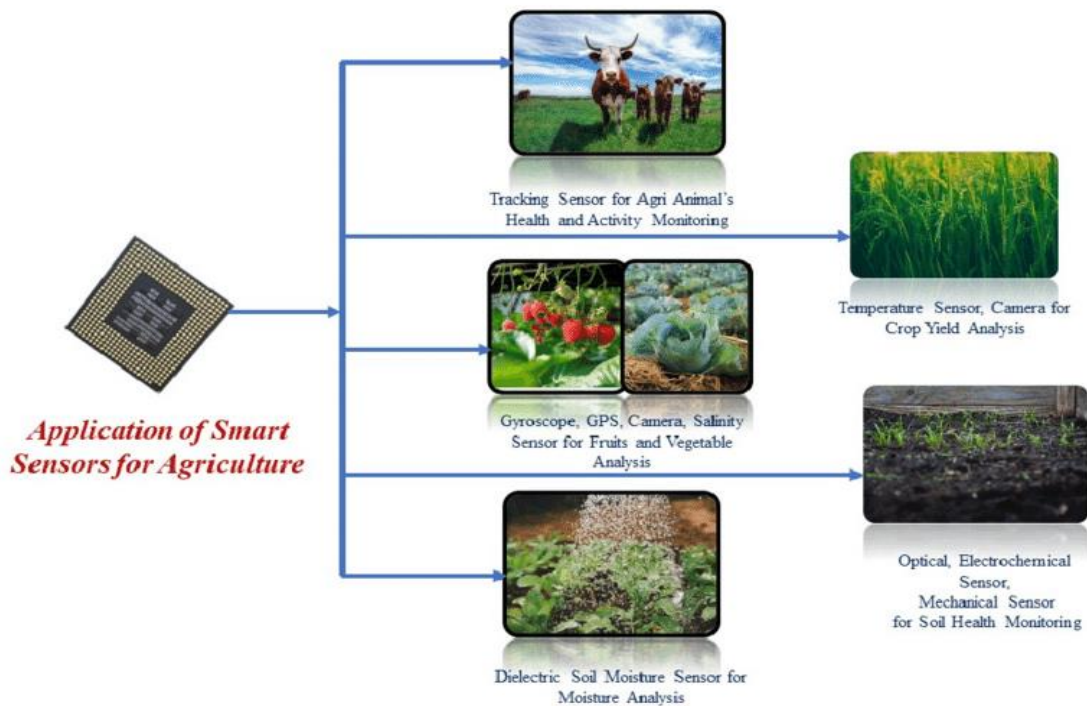 Tracking Sensor for Agri Animal's
Health and Activity Monitoring
Temperature Sensor, Camera for
Crop Yield Analysis
Application of Smart
Sensors for Agriculture
Gyroscope, GPS, Camera, Salinity
Sensor for Fruits and Vegetable
Analysis
Optical, Electrochemical
Sensor,
Mechanical Sensor
for Soil Health Monitoring
Dielectric Soil Moisture Sensor for
Moisture Analysis